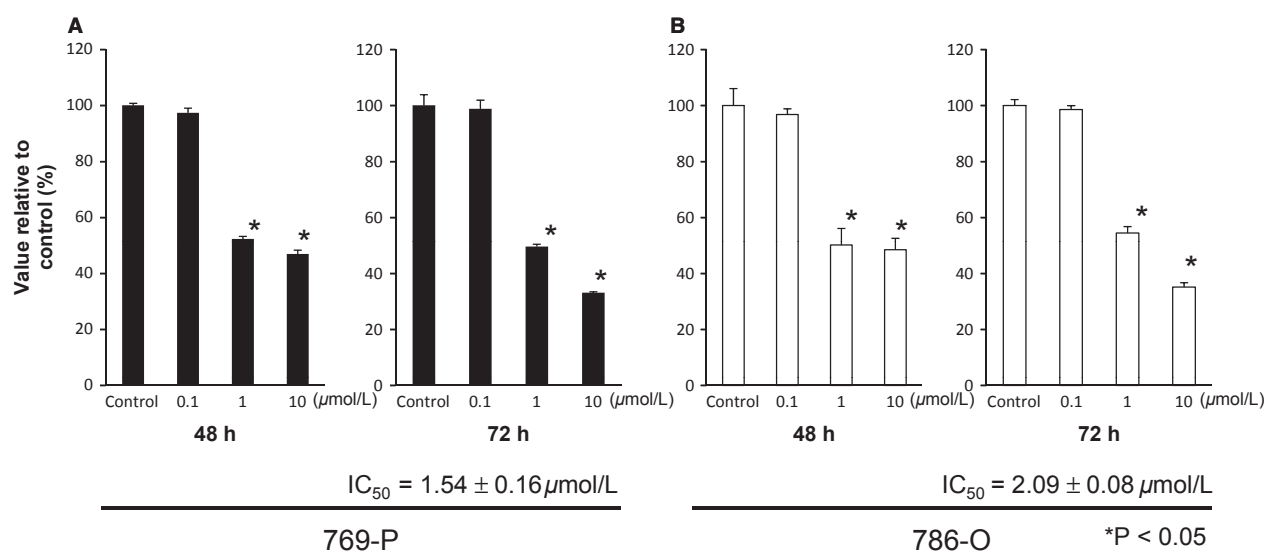 A
B
120
100
80
60
40
20
0
Value relative to
control (%)
*
*
Control 0.1 1 10 (µmol/L)
48 h
120
100
80
60
40
20
0
*
*
Control 0.1 1 10 (µmol/L)
72 h
120
100
80
60
40
20
0
*
*
Control 0.1 1 10 (µmol/L)
48 h
120
100
80
60
40
20
0
*
*
Control 0.1 1 10 (µmol/L)
72 h
IC50 = 1.54 ± 0.16 µmol/L
IC50 = 2.09 ± 0.08 µmol/L
769-P
786-O
*P < 0.05